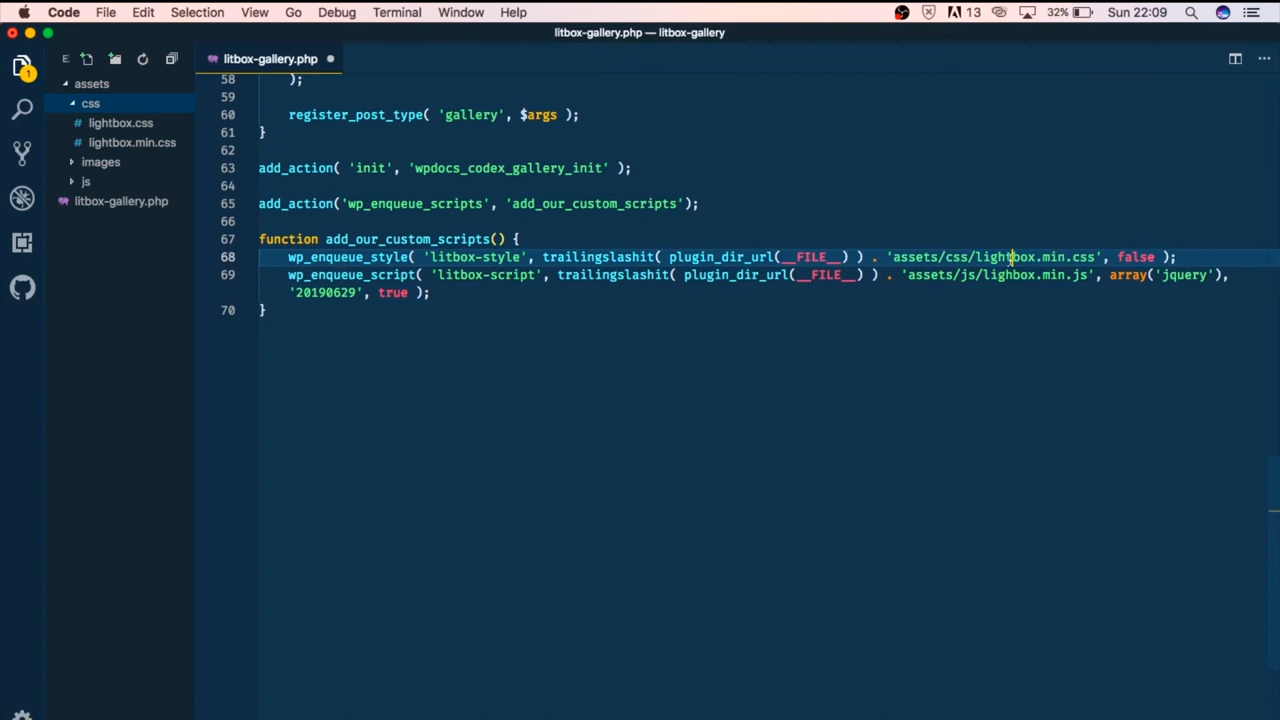 Code File Edit Selection View Go Debug Terminal Window Help 13 32% Sun 22:09
litbox-gallery.php — litbox-gallery
E litbox-gallery.php
1
assets
css
lightbox.css
lightbox.min.css
images
js
litbox-gallery.php
58 );
59
60 register_post_type( 'gallery', $args );
61 }
62
63 add_action( 'init', 'wpdocs_codex_gallery_init' );
64
65 add_action('wp_enqueue_scripts', 'add_our_custom_scripts');
66
67 function add_our_custom_scripts() {
68 wp_enqueue_style( 'litbox-style', trailingslashit( plugin_dir_url(__FILE__) ) . 'assets/css/lightbox.min.css', false );
69 wp_enqueue_script( 'litbox-script', trailingslashit( plugin_dir_url(__FILE__) ) . 'assets/js/lighbox.min.js', array('jquery'),
'20190629', true );
70 }